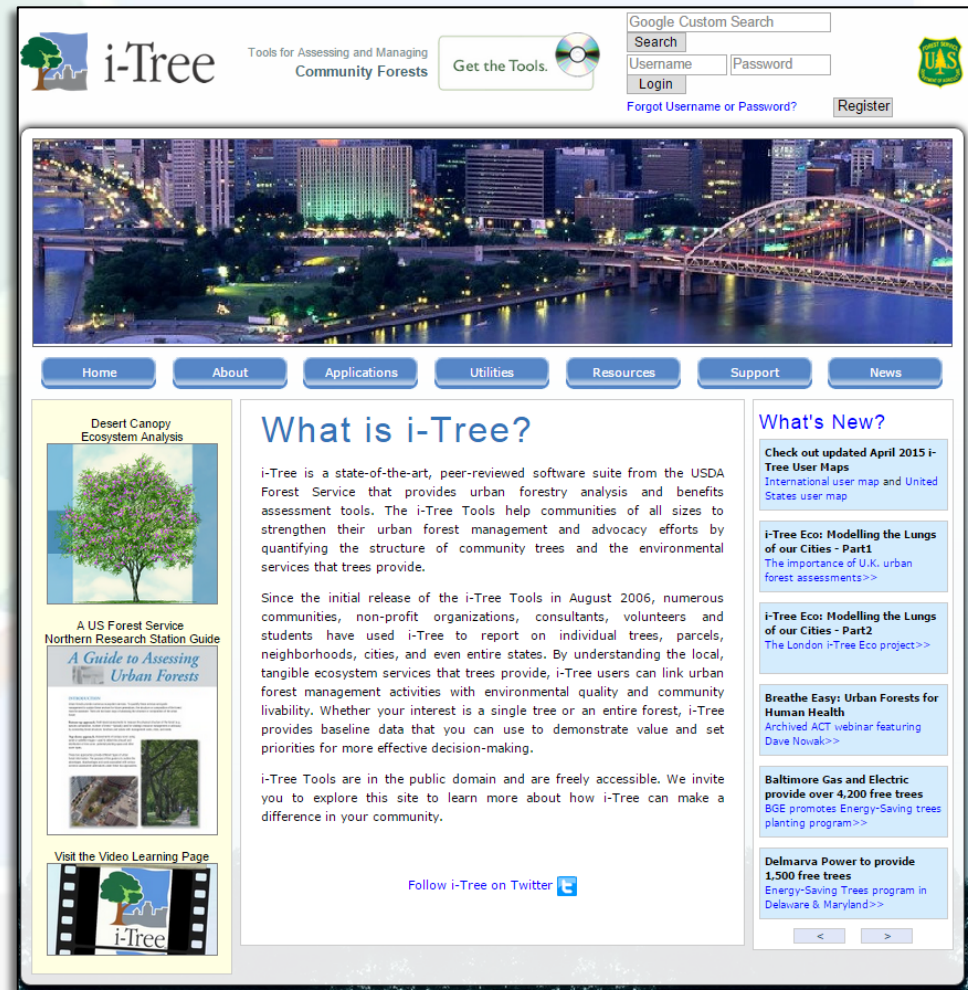 i-Tree
Tools for Assessing and Managing
Community Forests
Get the Tools.
Google Custom Search
Search
Username Password
Login
Forgot Username or Password? Register
FOREST SERVICE
UAS
DEPARTMENT OF AGRICULTURE
Home About Applications Utilities Resources Support News
Desert Canopy
Ecosystem Analysis
A US Forest Service
Northern Research Station Guide
A Guide to Assessing
Urban Forests
Visit the Video Learning Page
i-Tree
What is i-Tree?
i-Tree is a state-of-the-art, peer-reviewed software suite from the USDA
Forest Service that provides urban forestry analysis and benefits
assessment tools. The i-Tree Tools help communities of all sizes to
strengthen their urban forest management and advocacy efforts by
quantifying the structure of community trees and the environmental
services that trees provide.
Since the initial release of the i-Tree Tools in August 2006, numerous
communities, non-profit organizations, consultants, volunteers and
students have used i-Tree to report on individual trees, parcels,
neighborhoods, cities, and even entire states. By understanding the local,
tangible ecosystem services that trees provide, i-Tree users can link urban
forest management activities with environmental quality and community
livability. Whether your interest is a single tree or an entire forest, i-Tree
provides baseline data that you can use to demonstrate value and set
priorities for more effective decision-making.
i-Tree Tools are in the public domain and are freely accessible. We invite
you to explore this site to learn more about how i-Tree can make a
difference in your community.
Follow i-Tree on Twitter
What's New?
Check out updated April 2015 i-
Tree User Maps
International user map and United
States user map
i-Tree Eco: Modelling the Lungs
of our Cities - Part1
The importance of U.K. urban
forest assessments>>
i-Tree Eco: Modelling the Lungs
of our Cities - Part2
The London i-Tree Eco project>>
Breathe Easy: Urban Forests for
Human Health
Archived ACT webinar featuring
Dave Nowak>>
Baltimore Gas and Electric
provide over 4,200 free trees
BGE promotes Energy-Saving trees
planting program>>
Delmarva Power to provide
1,500 free trees
Energy-Saving Trees program in
Delaware & Maryland>>
< >